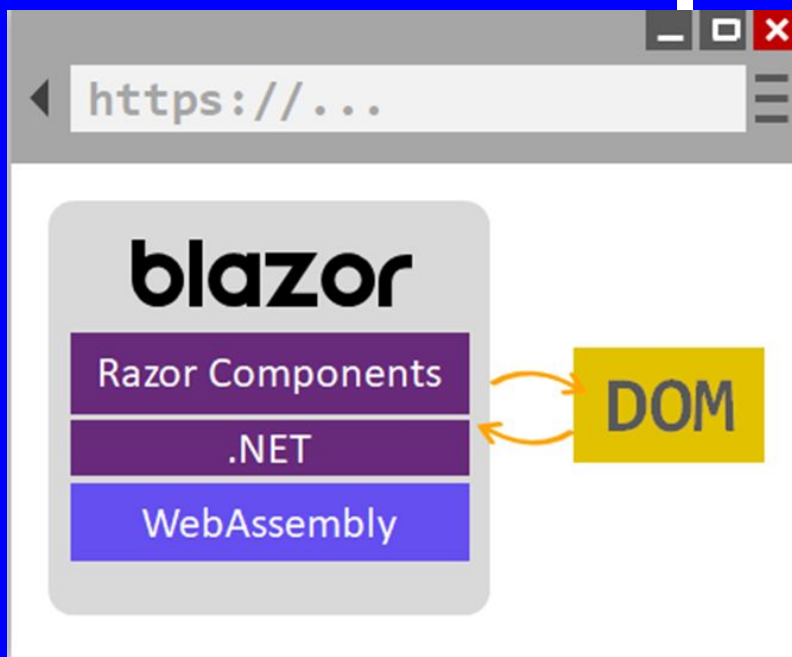 https://...
blazor
Razor Components
.NET
WebAssembly
DOM